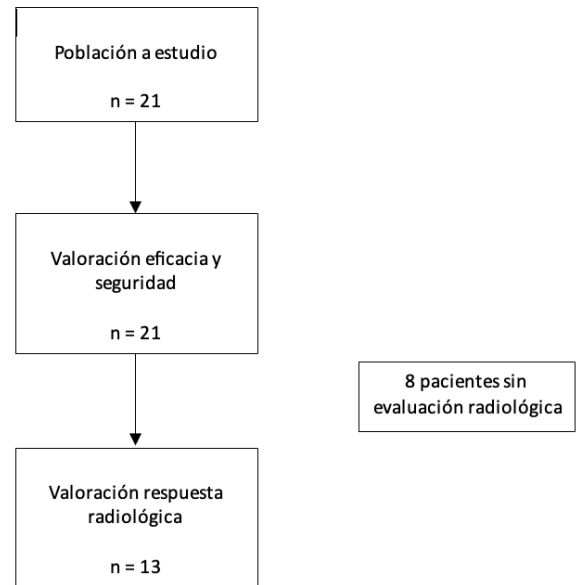 Población a estudio
n = 21
Valoración eficacia y
seguridad
n = 21
8 pacientes sin
evaluación radiológica
Valoración respuesta
radiológica
n = 13